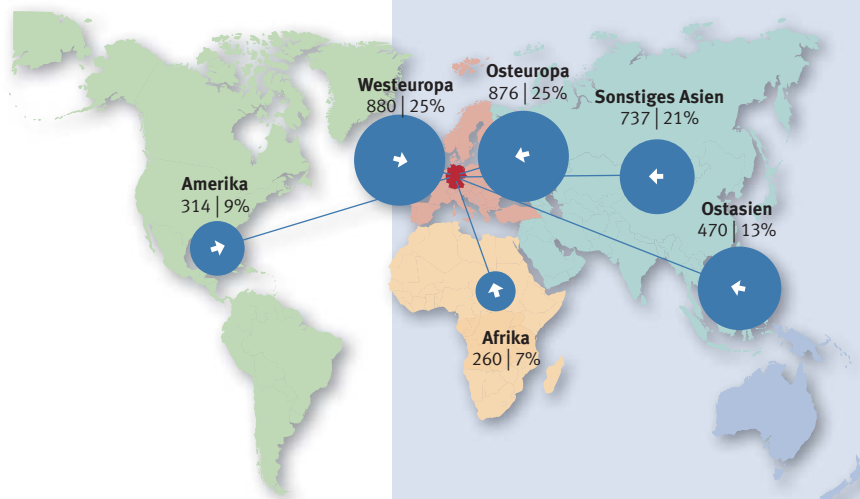 Westeuropa
880 | 25%
Osteuropa
876 | 25%
Sonstiges Asien
737 | 21%
Amerika
314 | 9%
Ostasien
470 | 13%
Afrika
260 | 7%